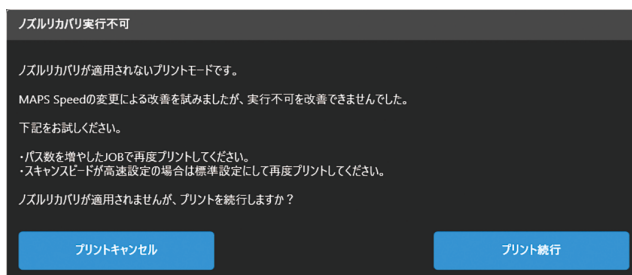 ノズルリカバリ実行不可
ノズルリカバリが適用されないプリントモードです。
MAPS Speedの変更による改善を試みましたが、実行不可を改善できませんでした。
下記をお試しください。
・パス数を増やしたJOBで再度プリントしてください。
・スキャンスピードが高速設定の場合は標準設定にして再度プリントしてください。
ノズルリカバリが適用されませんが、プリントを続行しますか？
プリントキャンセル
プリント続行